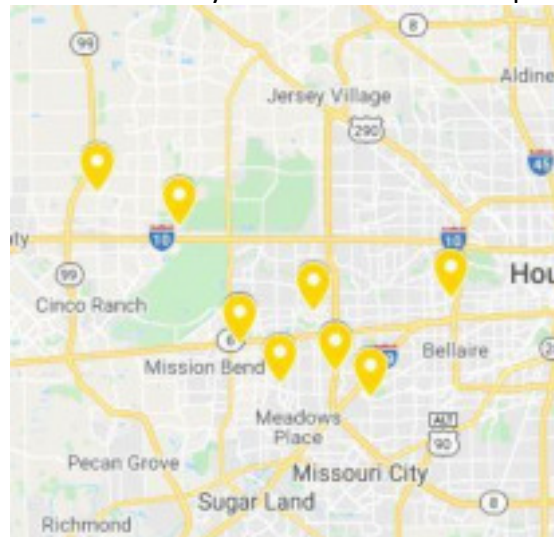 8
99
Aldine
Jersey Village
290
45
10
10
Hou
99
Cinco Ranch
6
Mission Bend
Bellaire
Meadows
Place
ALT
90
Pecan Grove
Missouri City
Sugar Land
8
Richmond